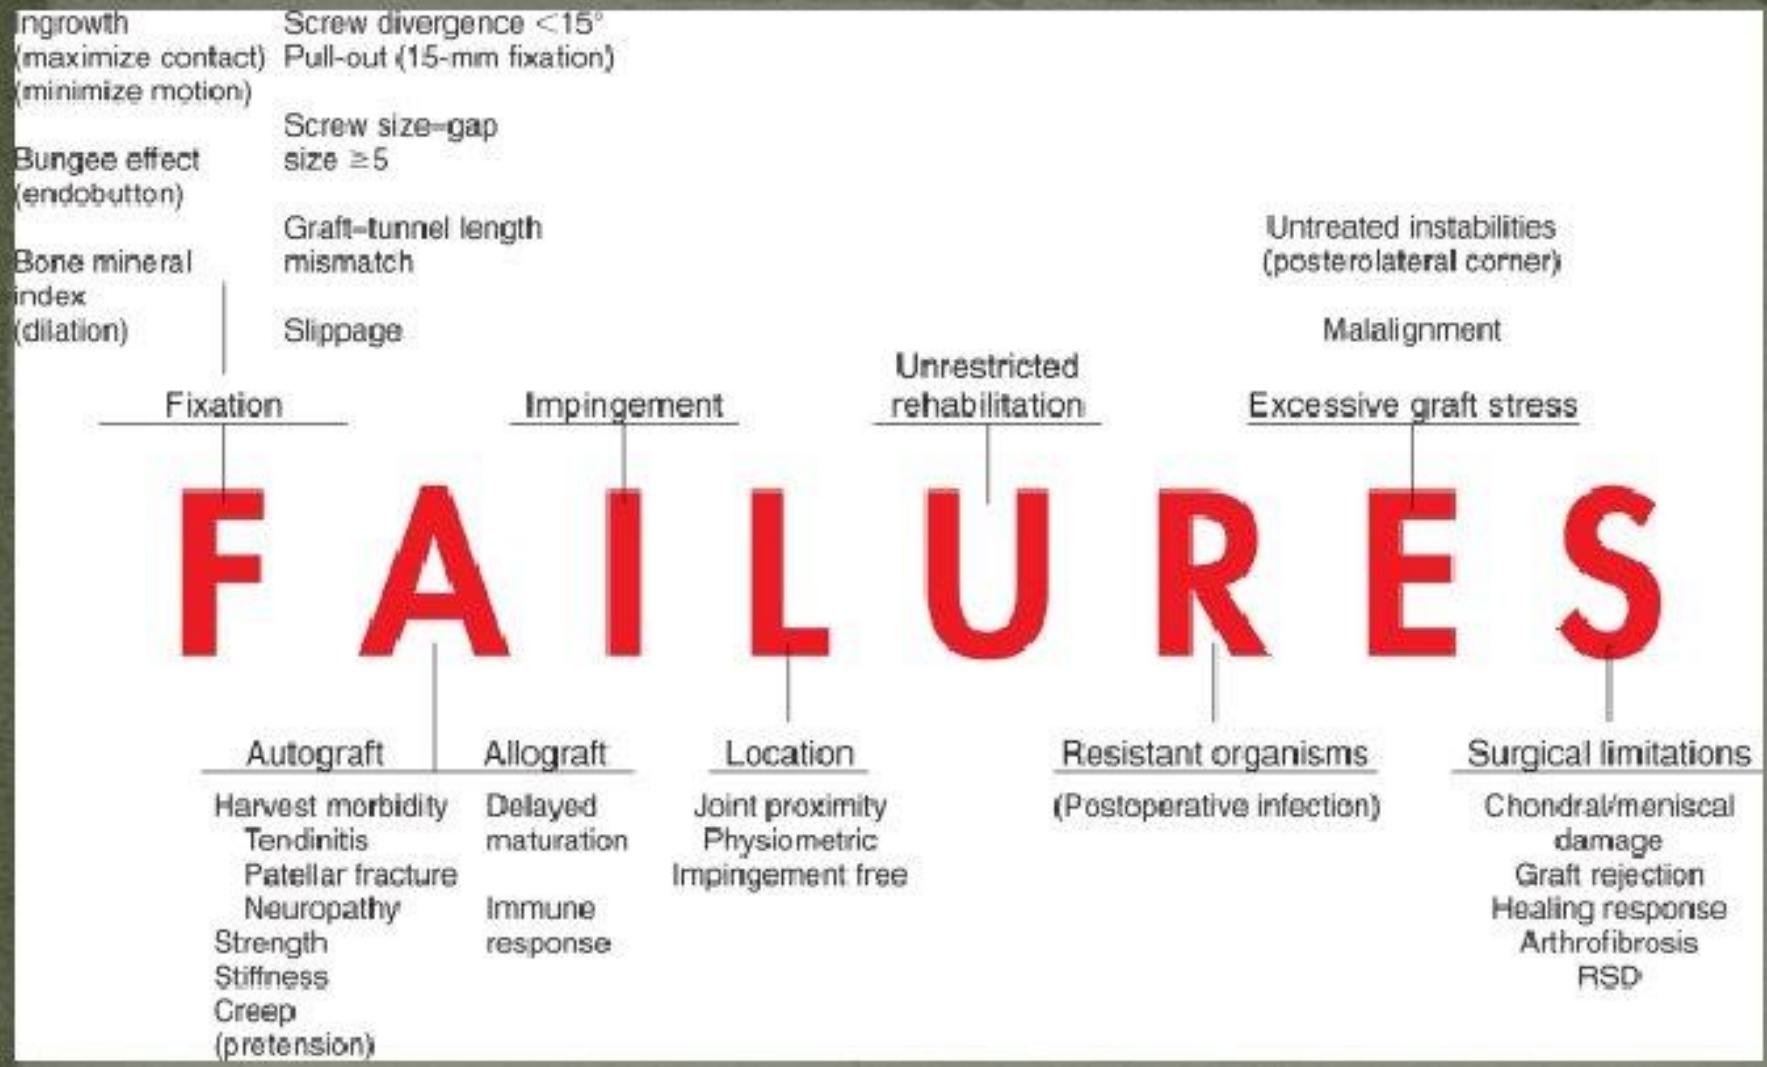 Ingrowth
(maximize contact)
(minimize motion)
Bungee effect
(endobutton)
Bone mineral
index
(dilation)
Screw divergence <15°
Pull-out (15-mm fixation)
Screw size–gap
size ≥5
Graft–tunnel length
mismatch
Slippage
Fixation
Impingement
Unrestricted
rehabilitation
Untreated instabilities
(posterolateral corner)
Malalignment
Excessive graft stress
F A I L U R E S
Autograft
Harvest morbidity
Tendinitis
Patellar fracture
Neuropathy
Strength
Stiffness
Creep
(pretension)
Allograft
Delayed
maturation
Immune
response
Location
Joint proximity
Physiometric
Impingement free
Resistant organisms
(Postoperative infection)
Surgical limitations
Chondral/meniscal
damage
Graft rejection
Healing response
Arthrofibrosis
RSD